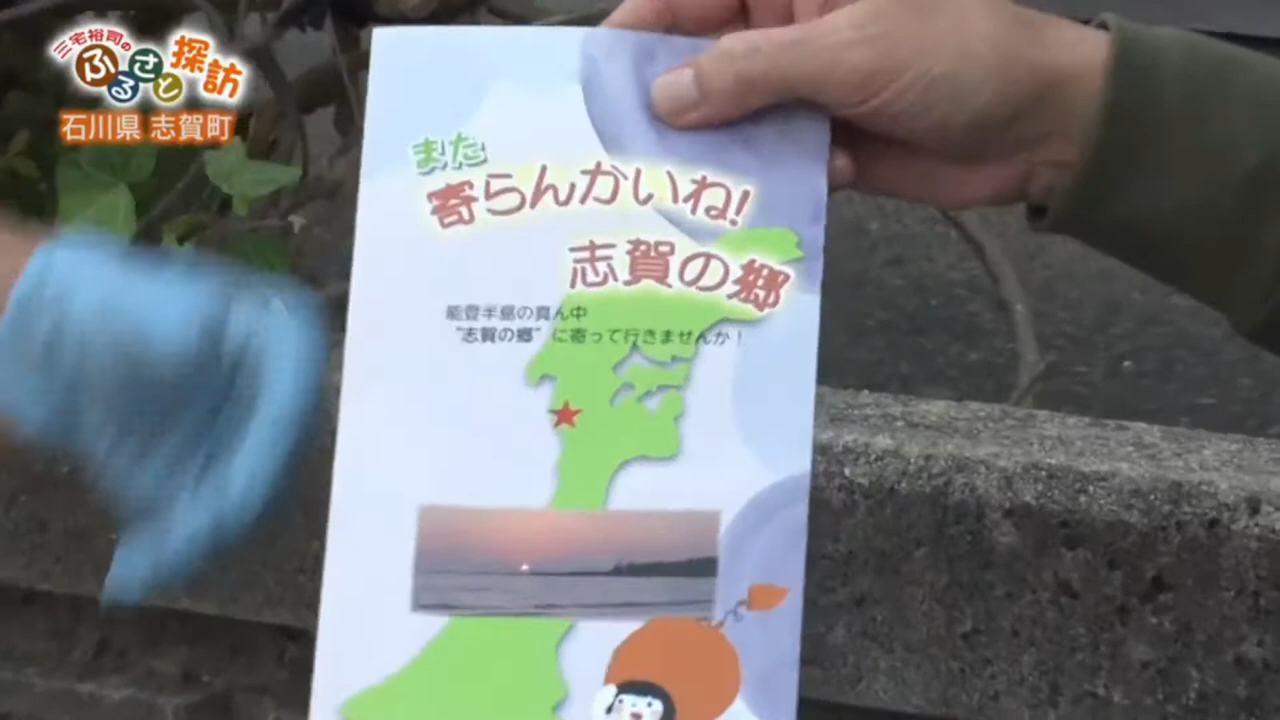 三宅裕司の
ふるさと探訪
石川県 志賀町
また
寄らんかいね!
志賀の郷
能登半島の真ん中
"志賀の郷"に寄って行きませんか!